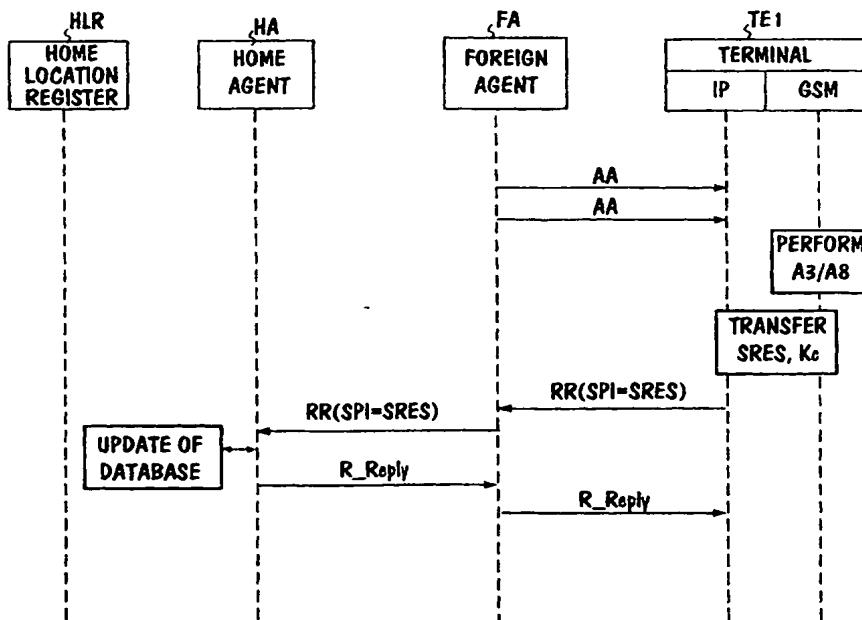 HLR
HA
FA
TE1
HOME
LOCATION
REGISTER
HOME
AGENT
FOREIGN
AGENT
TERMINAL
IP
GSM
AA
AA
PERFORM
A3/A8
TRANSFER
SRES, Kc
RR(SPI=SRES)
RR(SPI=SRES)
UPDATE OF
DATABASE
R_Reply
R_Reply